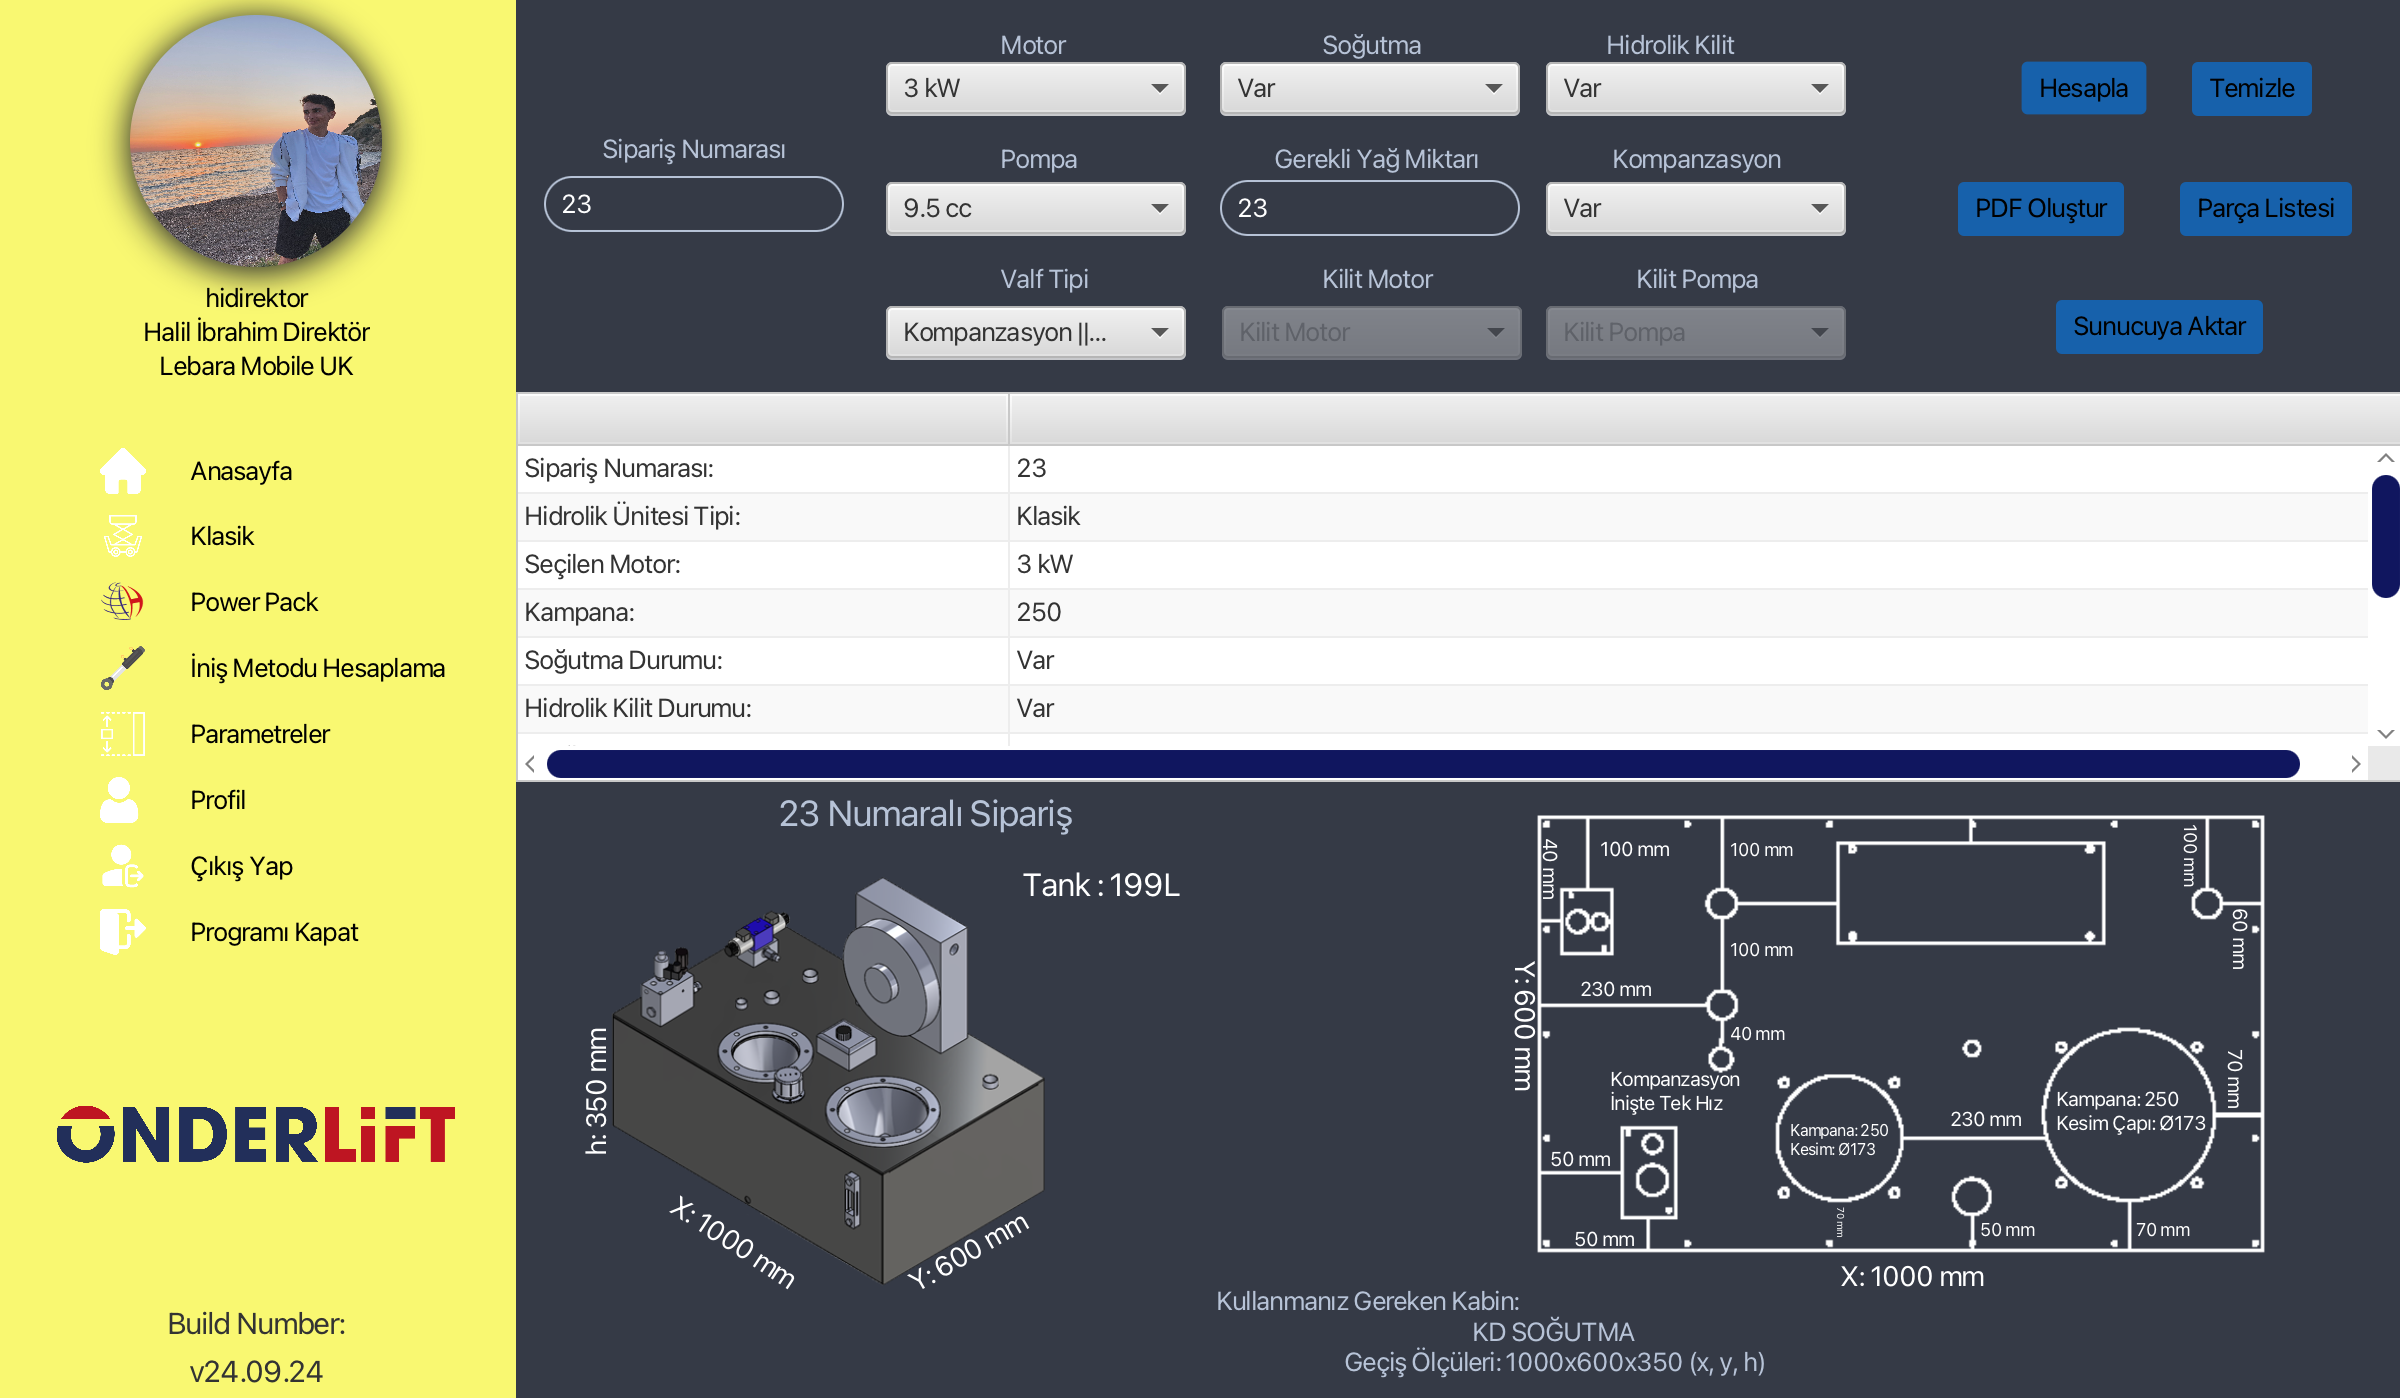 hidirektor
Halil İbrahim Direktör
Lebara Mobile UK
Anasayfa
Klasik
Power Pack
İniş Metodu Hesaplama
Parametreler
Profil
Çıkış Yap
Programı Kapat
ONDERLiFT
Build Number:
v24.09.24
Sipariş Numarası
23
Motor
3 kW
Soğutma
Var
Hidrolik Kilit
Var
Pompa
9.5 cc
Gerekli Yağ Miktarı
23
Kompanzasyon
Var
Valf Tipi
Kompanzasyon ||...
Kilit Motor
Kilit Motor
Kilit Pompa
Kilit Pompa
Hesapla
Temizle
PDF Oluştur
Parça Listesi
Sunucuya Aktar
Sipariş Numarası: 23
Hidrolik Ünitesi Tipi: Klasik
Seçilen Motor: 3 kW
Kampana: 250
Soğutma Durumu: Var
Hidrolik Kilit Durumu: Var
23 Numaralı Sipariş
Tank : 199L
h: 350 mm
X: 1000 mm
Y: 600 mm
40 mm
100 mm
100 mm
100 mm
60 mm
100 mm
230 mm
40 mm
Y: 600 mm
Kompanzasyon
İnişte Tek Hız
50 mm
50 mm
Kampana: 250
Kesim: Ø173
70 mm
230 mm
50 mm
Kampana: 250
Kesim Çapı: Ø173
70 mm
70 mm
X: 1000 mm
Kullanmanız Gereken Kabin:
KD SOĞUTMA
Geçiş Ölçüleri: 1000x600x350 (x, y, h)